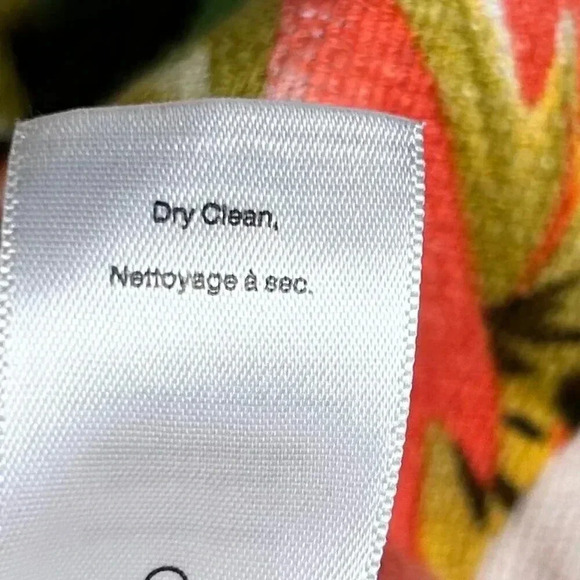 Dry Clean.
Nettoyage à sec.